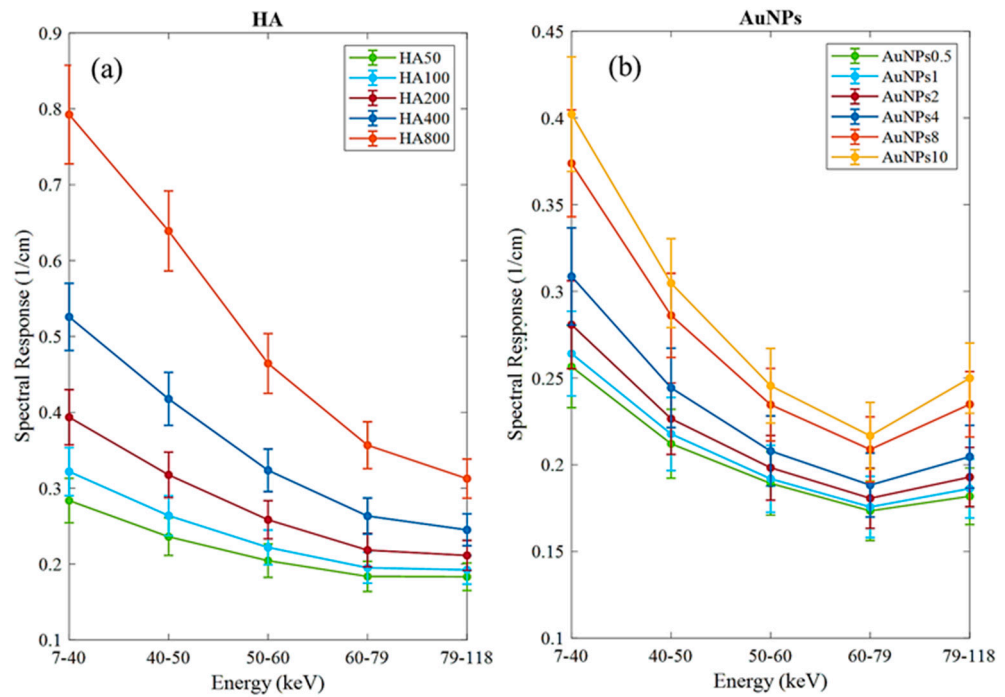 HA
(a)
HA50
HA100
HA200
HA400
HA800
0.9
0.8
0.7
0.6
0.5
0.4
0.3
0.2
0.1
Spectral Response (1/cm)
7-40
40-50
50-60
60-79
79-118
Energy (keV)
AuNPs
(b)
AuNPs0.5
AuNPs1
AuNPs2
AuNPs4
AuNPs8
AuNPs10
0.45
0.4
0.35
0.3
0.25
0.2
0.15
0.1
Spectral Response (1/cm)
7-40
40-50
50-60
60-79
79-118
Energy (keV)